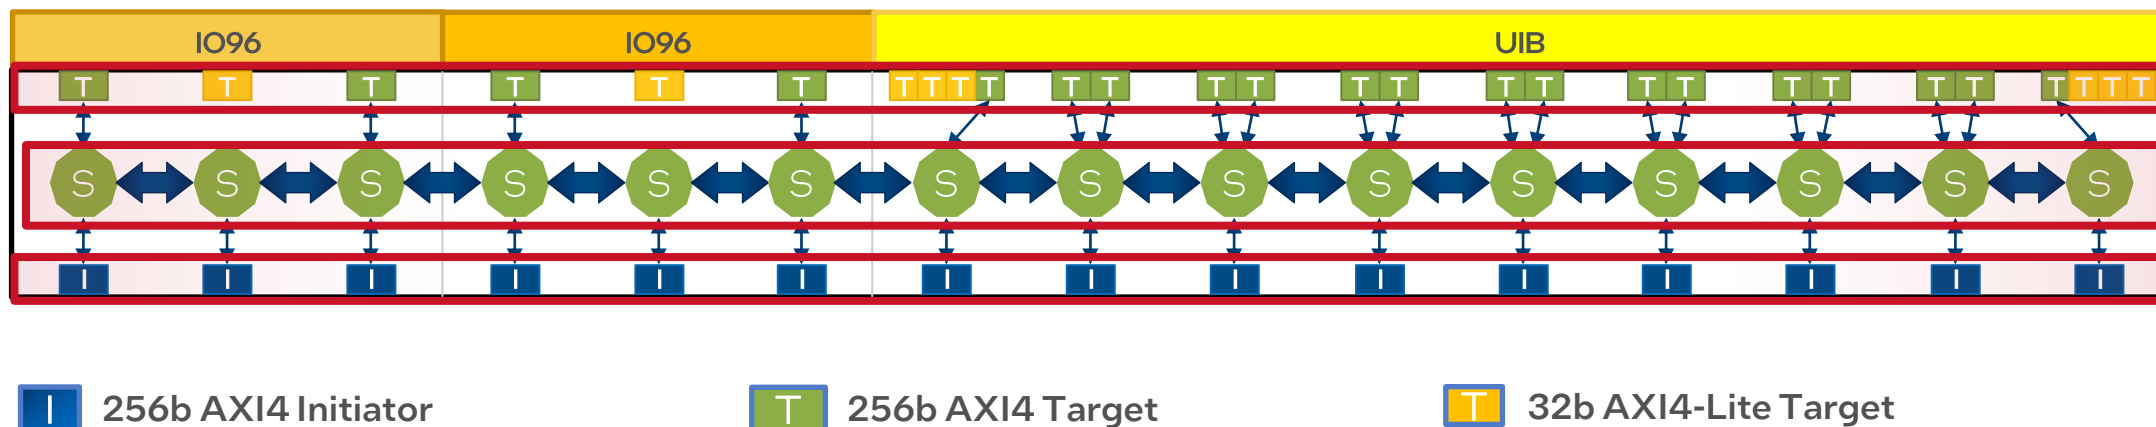 IO96 IO96 UIB
T T T T T T T T T T T T T T T T T T T T T T T T T T T T
S S S S S S S S S S S S S S S
I I I I I I I I I I I I I I I
I 256b AXI4 Initiator T 256b AXI4 Target T 32b AXI4-Lite Target